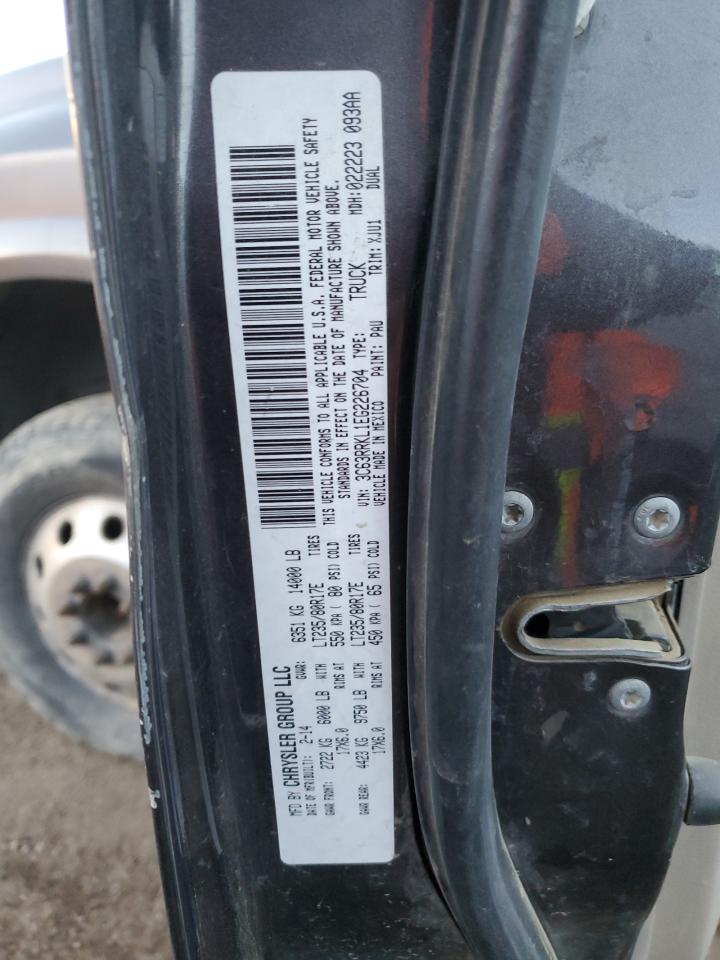 MFD BY CHRYSLER GROUP LLC
DATE OF MFR(BUILT): 2-14 GVWR: 6351 KG 14000 LB
GAWR FRONT: 2722 KG 6000 LB WITH LT235/80R17E TIRES
17X6.0 RIMS AT 550 KPA ( 80 PSI) COLD
GAWR REAR: 4423 KG 9750 LB WITH LT235/80R17E TIRES
17X6.0 RIMS AT 450 KPA ( 65 PSI) COLD
THIS VEHICLE CONFORMS TO ALL APPLICABLE U.S.A. FEDERAL MOTOR VEHICLE SAFETY
STANDARDS IN EFFECT ON THE DATE OF MANUFACTURE SHOWN ABOVE.
VIN: 3C63RRKL1EG226704 TYPE: TRUCK MDH: 022223 093AA
VEHICLE MADE IN MEXICO PAINT: PAU TRIM: XJU1 DUAL